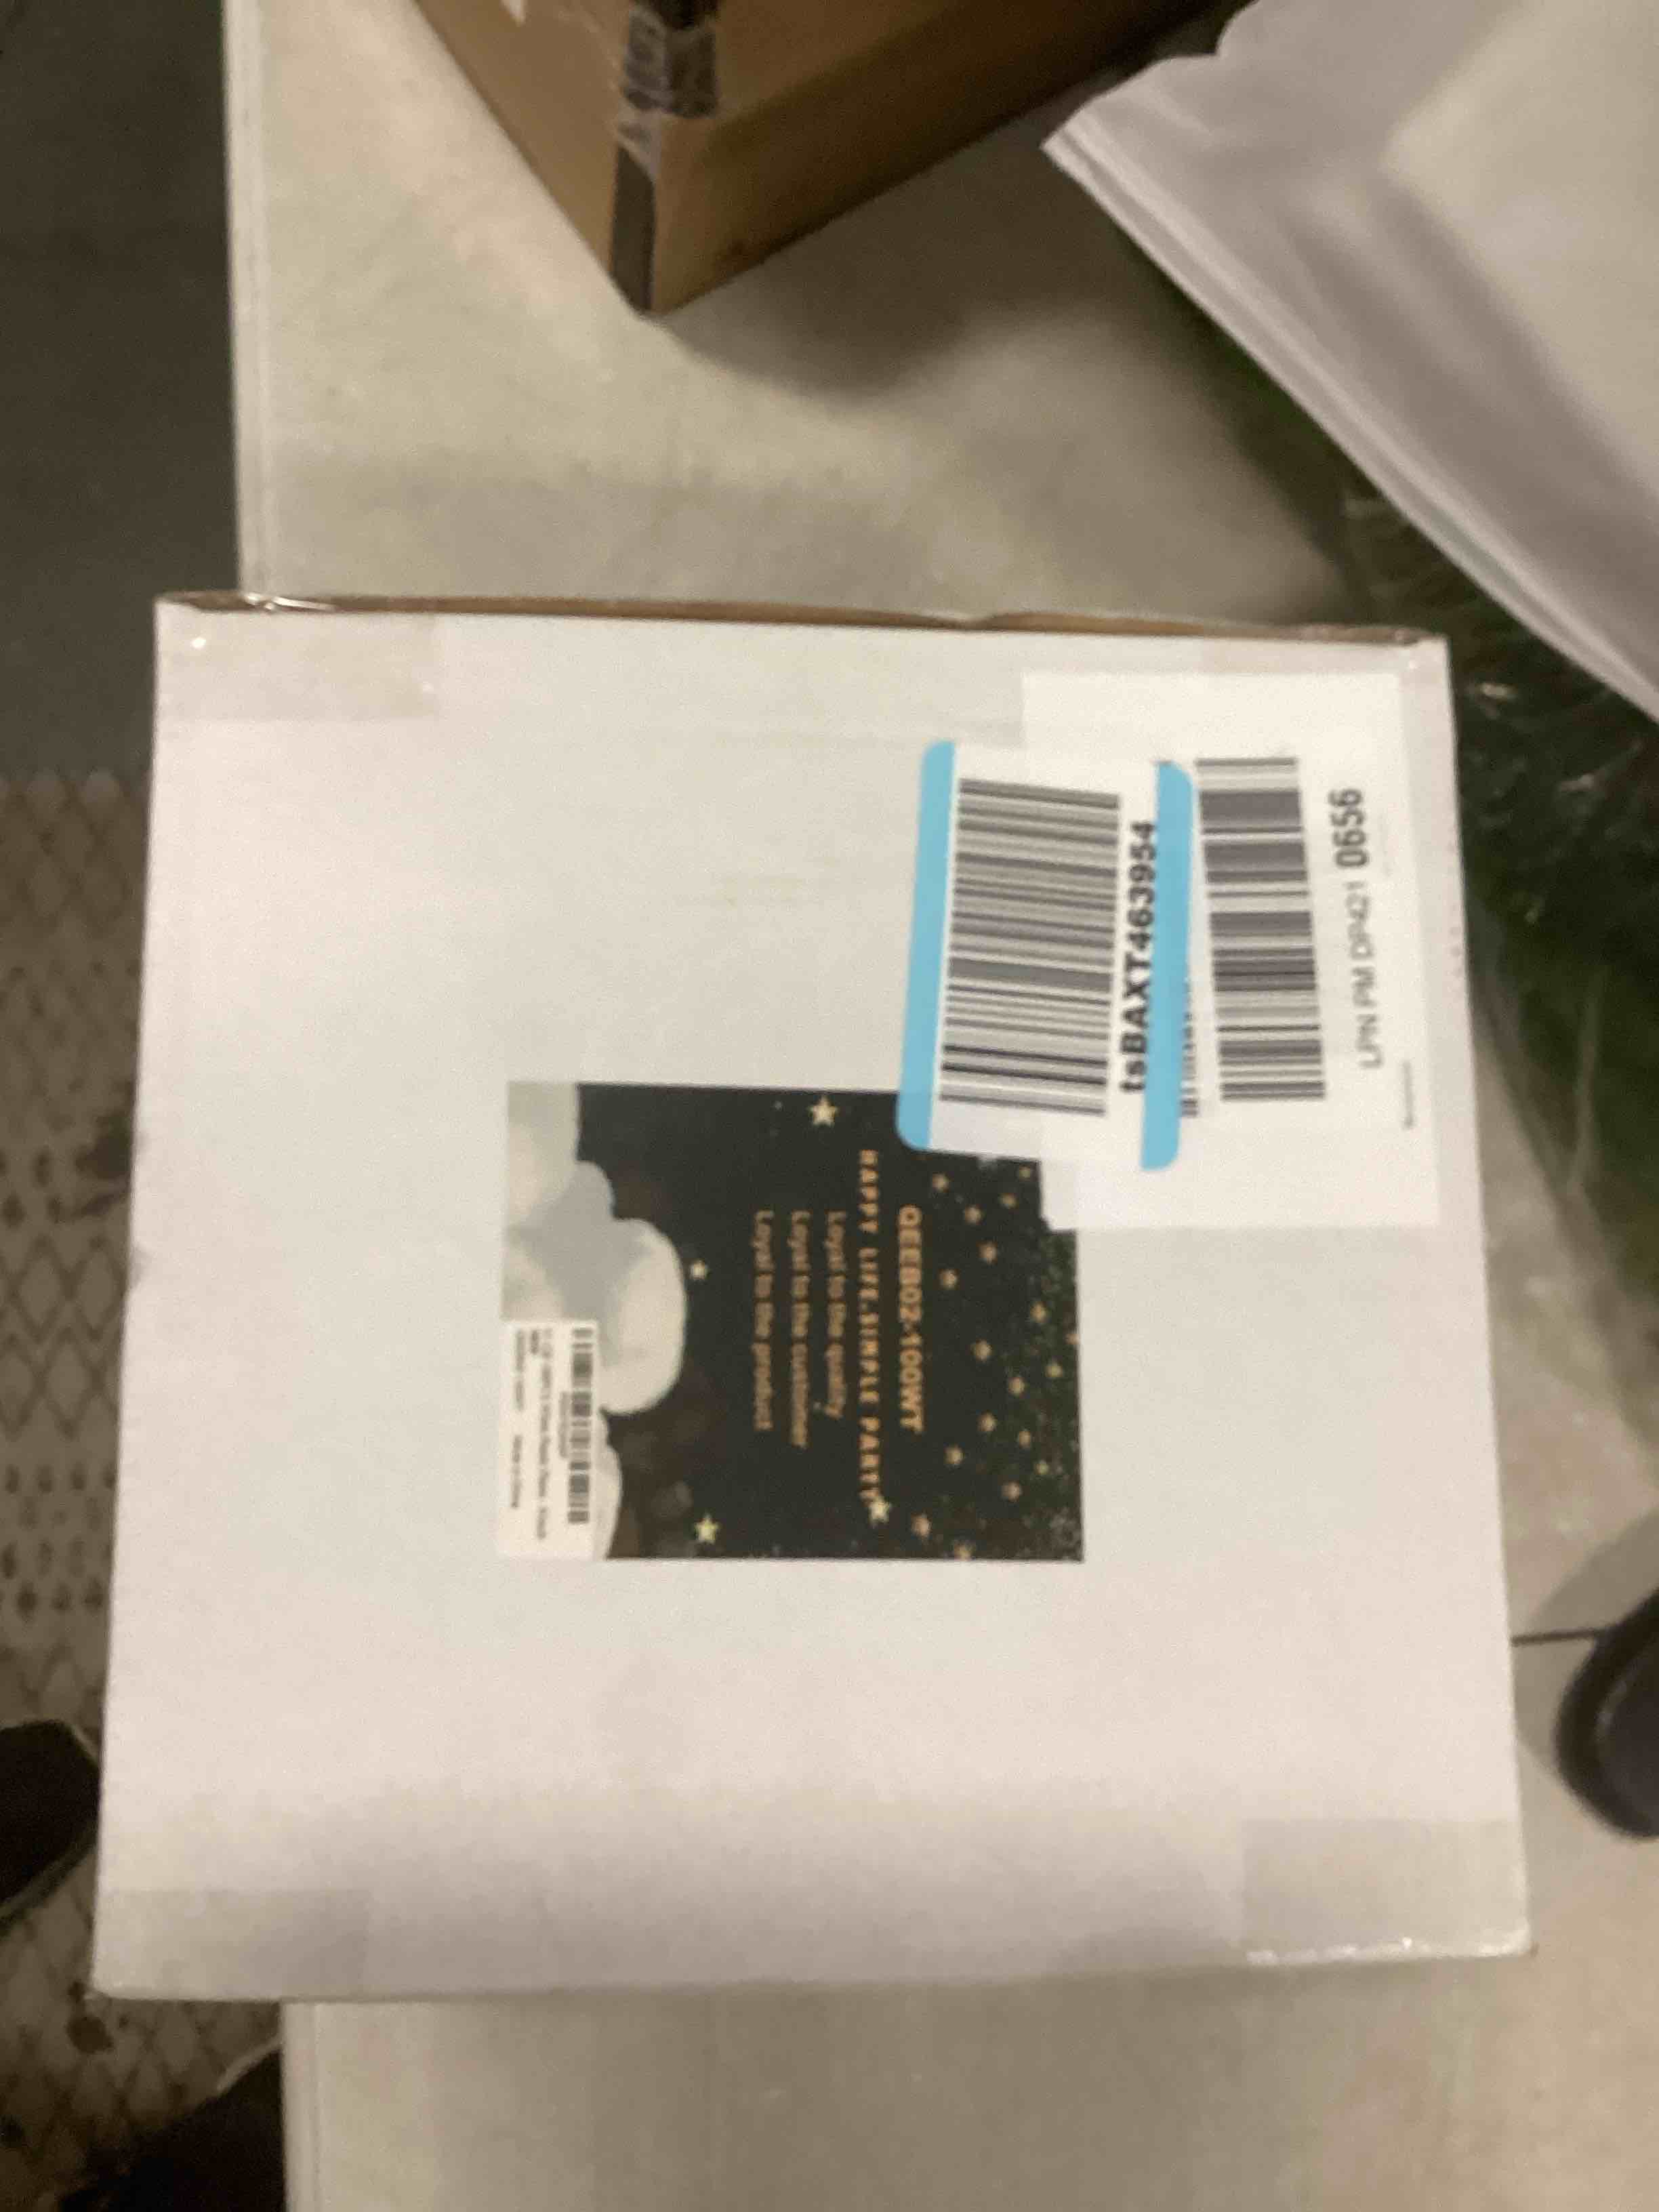 QEEB02-100WT
HAPPY LIFE,SIMPLE PARTY
Loyal to the quality
Loyal to the customer
Loyal to the product
tsBAXT463954
LPN PM DP421 0656